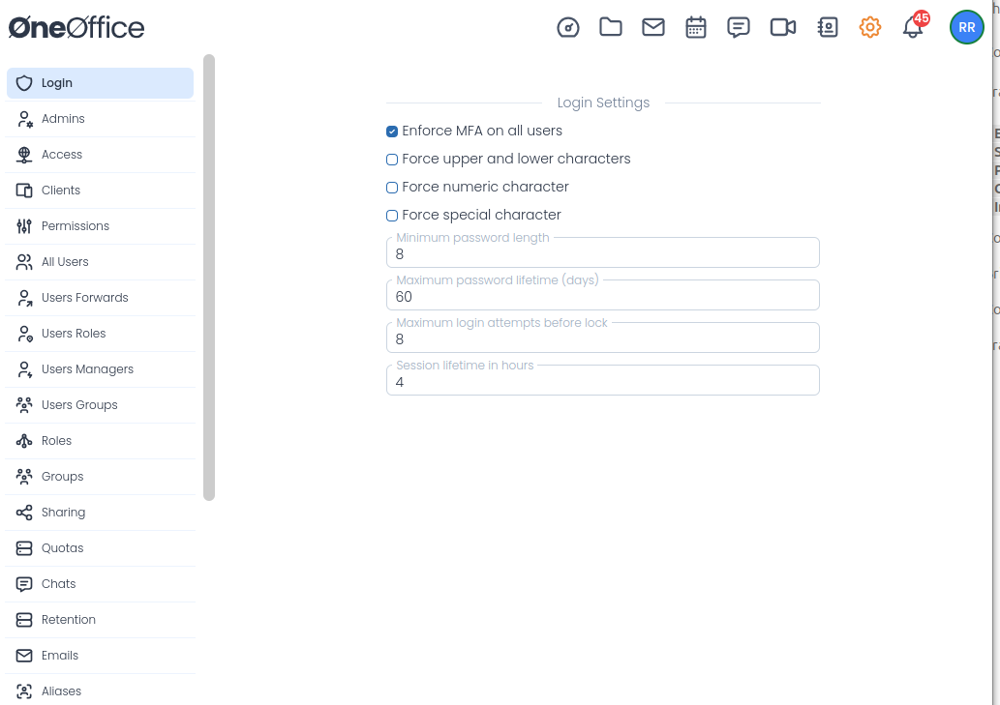 OneOffice
45
RR
Login
Admins
Access
Clients
Permissions
All Users
Users Forwards
Users Roles
Users Managers
Users Groups
Roles
Groups
Sharing
Quotas
Chats
Retention
Emails
Aliases
Login Settings
Enforce MFA on all users
Force upper and lower characters
Force numeric character
Force special character
Minimum password length
8
Maximum password lifetime (days)
60
Maximum login attempts before lock
8
Session lifetime in hours
4